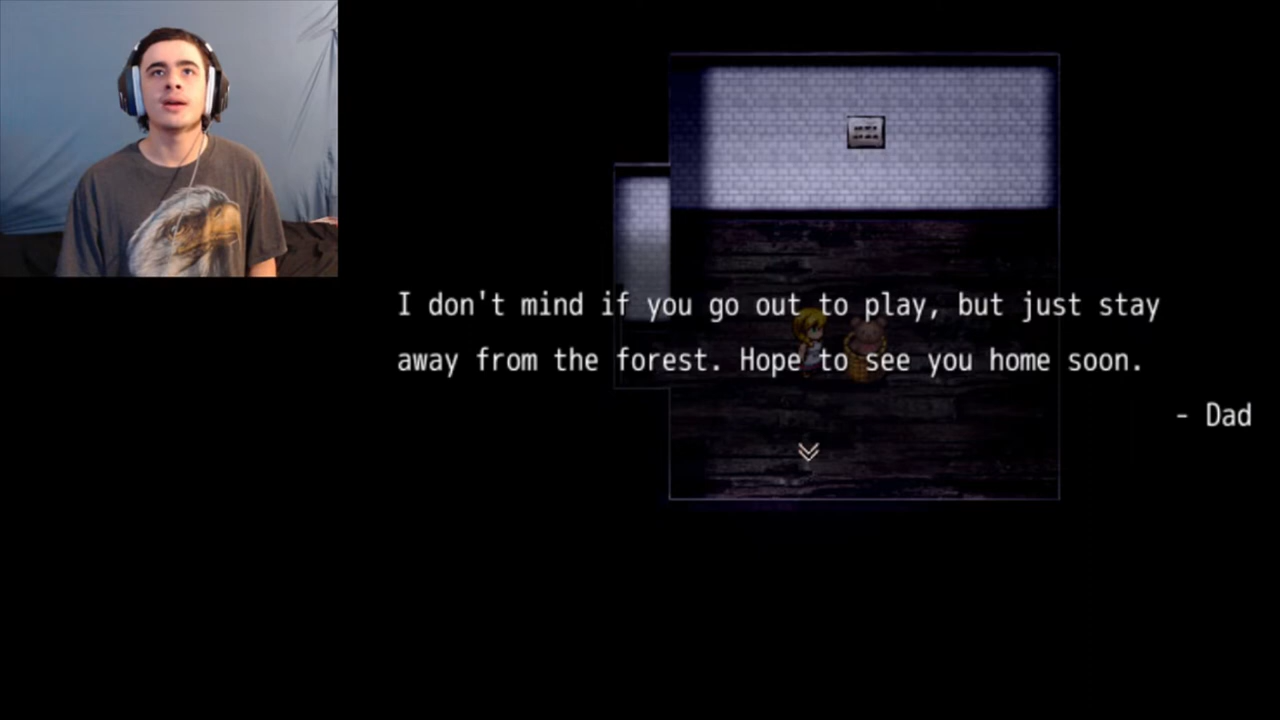 I don't mind if you go out to play, but just stay
away from the forest. Hope to see you home soon.
- Dad